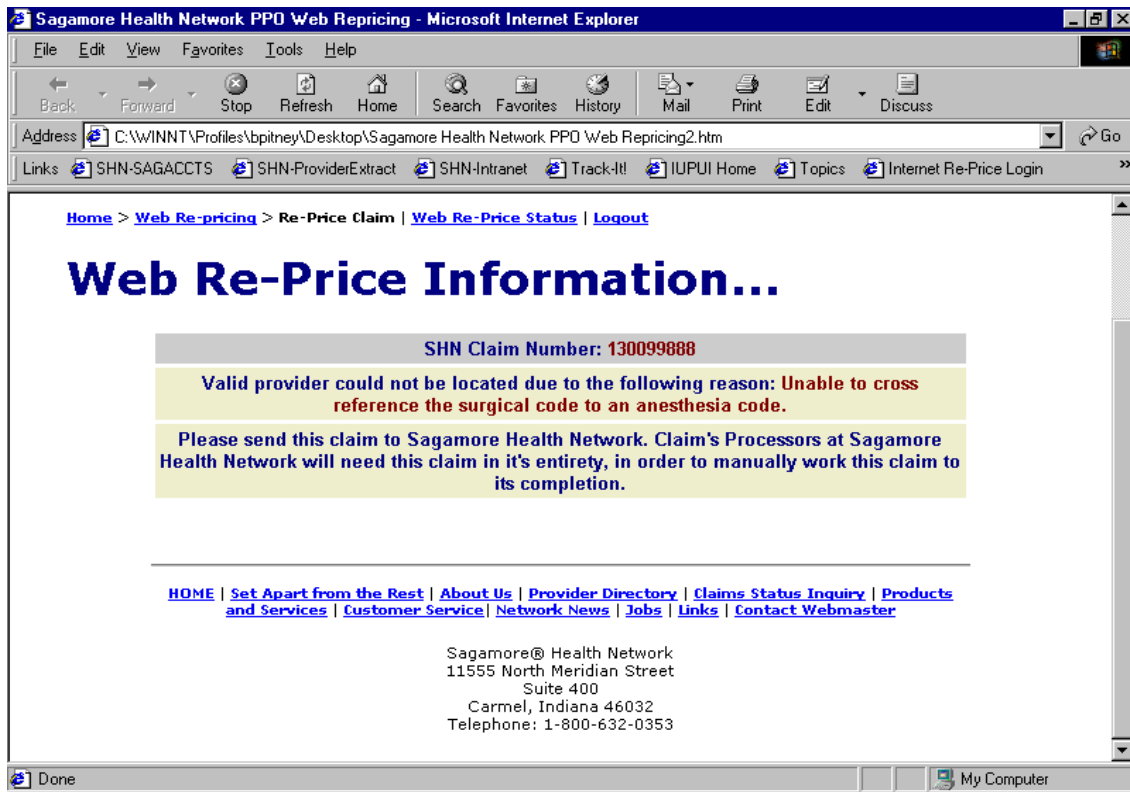 Sagamore Health Network PPO Web Repricing - Microsoft Internet Explorer
File Edit View Favorites Tools Help
Back Forward Stop Refresh Home Search Favorites History Mail Print Edit Discuss
Address C:\WINNT\Profiles\bpitney\Desktop\Sagamore Health Network PPO Web Repricing2.htm Go
Links SHN-SAGACCTS SHN-ProviderExtract SHN-Intranet Track-It! IUPUI Home Topics Internet Re-Price Login »
Home > Web Re-pricing > Re-Price Claim | Web Re-Price Status | Logout
Web Re-Price Information...
SHN Claim Number: 130099888
Valid provider could not be located due to the following reason: Unable to cross
reference the surgical code to an anesthesia code.
Please send this claim to Sagamore Health Network. Claim's Processors at Sagamore
Health Network will need this claim in it's entirety, in order to manually work this claim to
its completion.
HOME | Set Apart from the Rest | About Us | Provider Directory | Claims Status Inquiry | Products
and Services | Customer Service| Network News | Jobs | Links | Contact Webmaster
Sagamore® Health Network
11555 North Meridian Street
Suite 400
Carmel, Indiana 46032
Telephone: 1-800-632-0353
Done My Computer